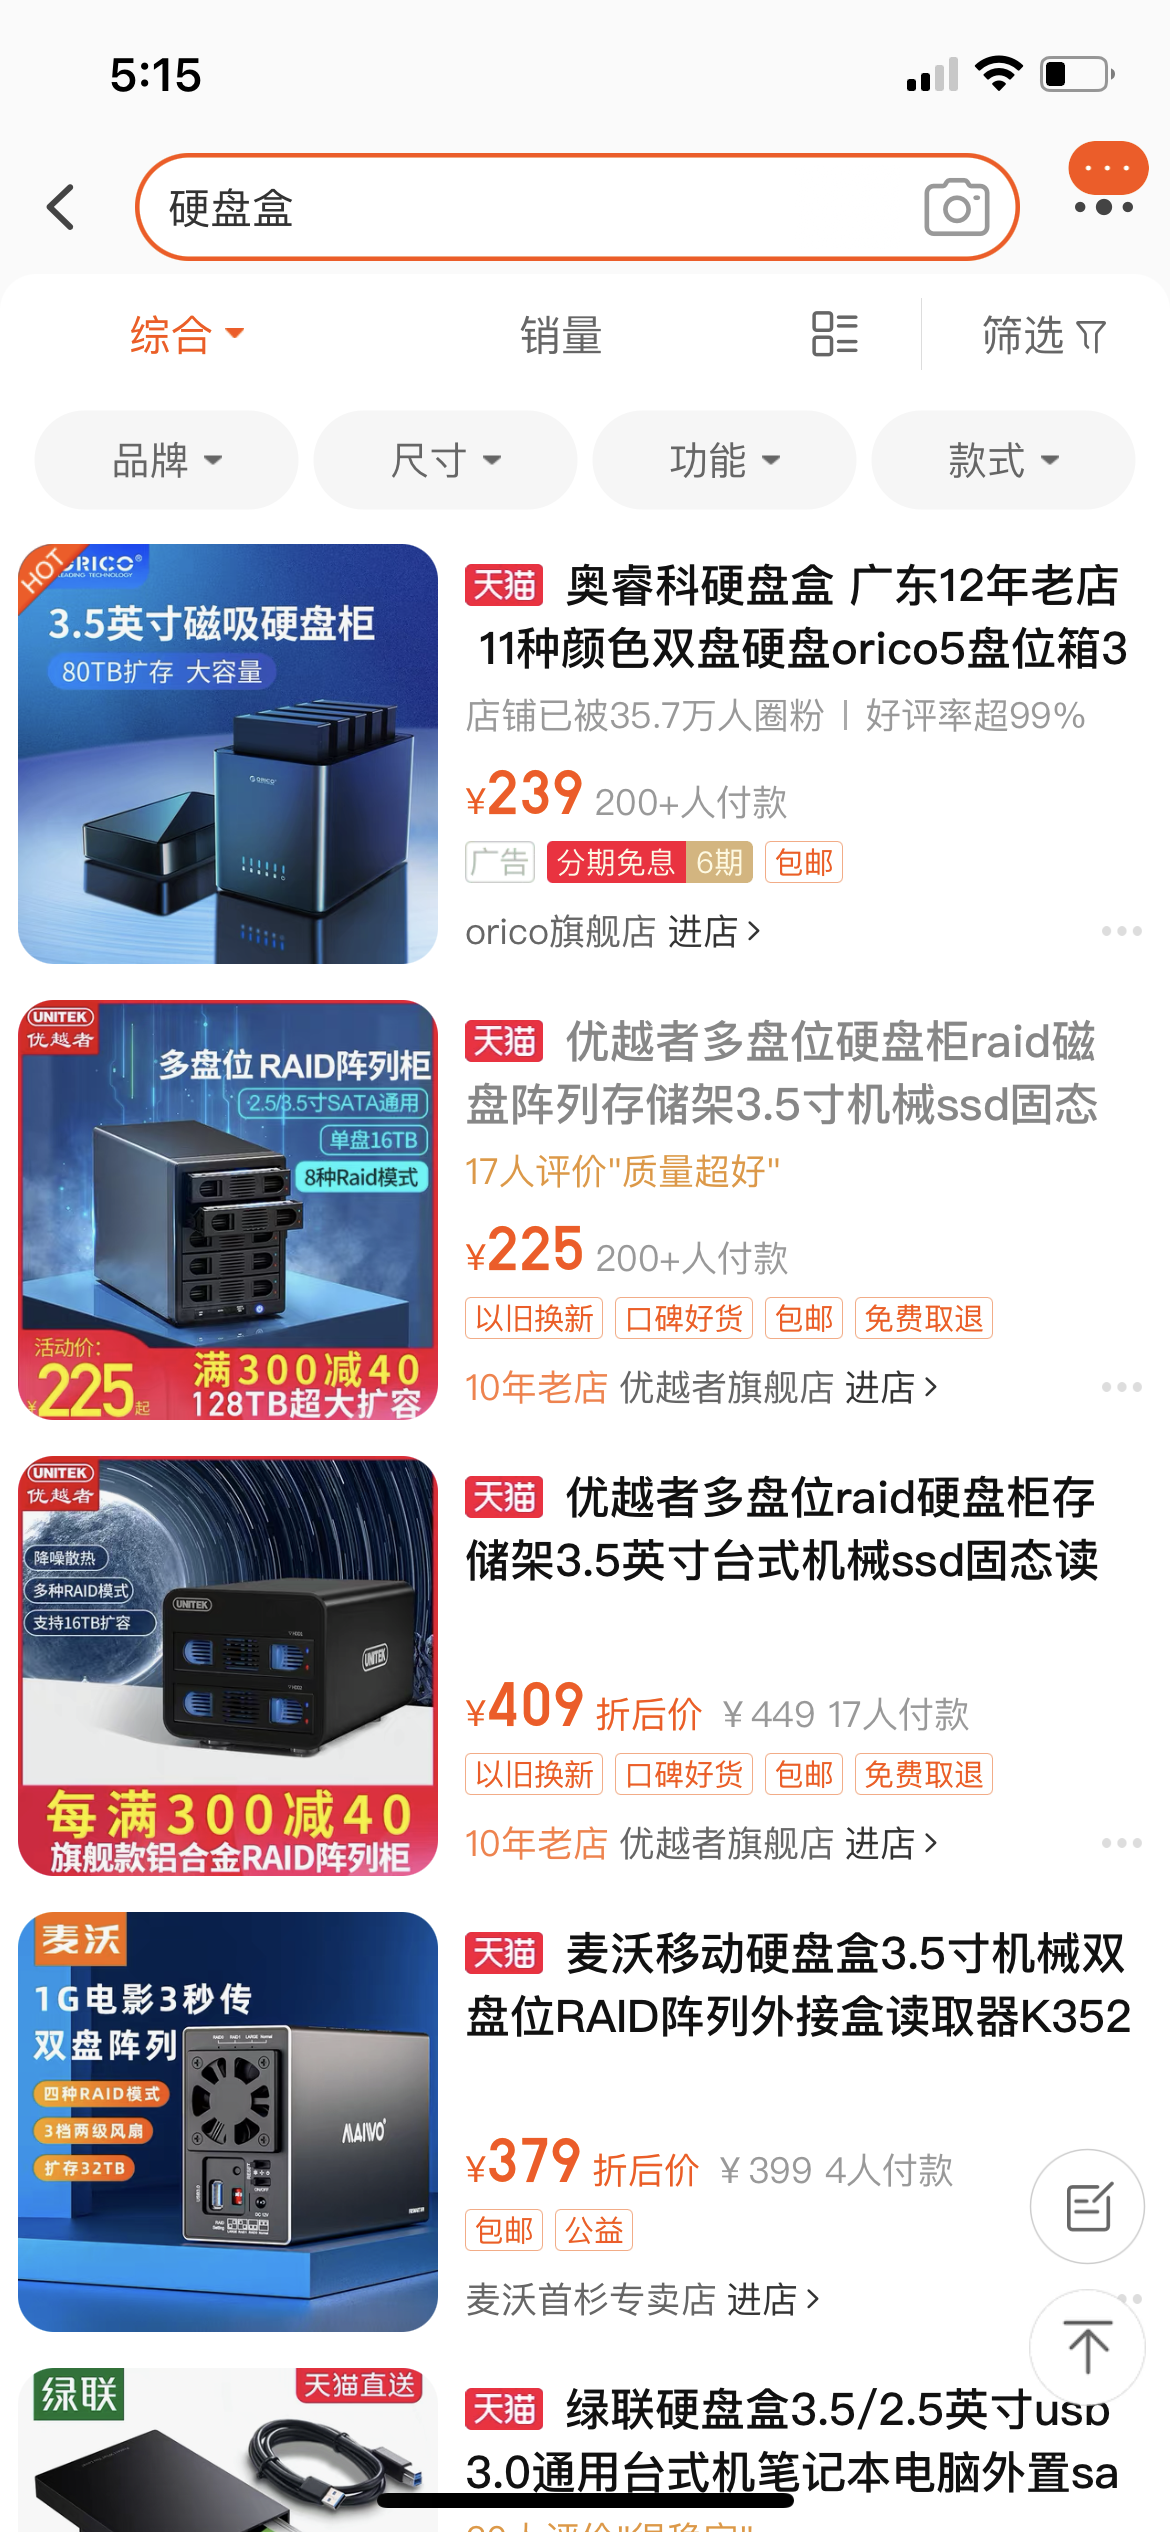 5:15
硬盘盒
综合
销量
筛选
品牌
尺寸
功能
款式
HOT
ORICO
LEADING TECHNOLOGY
3.5英寸磁吸硬盘柜
80TB扩存 大容量
ORICO
天猫 奥睿科硬盘盒 广东12年老店
11种颜色双盘硬盘orico5盘位箱3
店铺已被35.7万人圈粉 | 好评率超99%
¥239 200+人付款
广告 分期免息 6期 包邮
orico旗舰店 进店
UNITEK
优越者
多盘位 RAID阵列柜
2.5/3.5寸SATA通用
单盘16TB
8种Raid模式
活动价:
¥225起
满300减40
128TB超大扩容
天猫 优越者多盘位硬盘柜raid磁
盘阵列存储架3.5寸机械ssd固态
17人评价"质量超好"
¥225 200+人付款
以旧换新 口碑好货 包邮 免费取退
10年老店 优越者旗舰店 进店
UNITEK
优越者
降噪散热
多种RAID模式
支持16TB扩容
UNITEK
UNITEK
每满300减40
旗舰款铝合金RAID阵列柜
天猫 优越者多盘位raid硬盘柜存
储架3.5英寸台式机械ssd固态读
¥409 折后价 ¥449 17人付款
以旧换新 口碑好货 包邮 免费取退
10年老店 优越者旗舰店 进店
麦沃
1G电影3秒传
双盘阵列
四种RAID模式
3档两级风扇
扩存32TB
MAIWO
天猫 麦沃移动硬盘盒3.5寸机械双
盘位RAID阵列外接盒读取器K352
¥379 折后价 ¥399 4人付款
包邮 公益
麦沃首杉专卖店 进店
绿联
天猫直送
天猫 绿联硬盘盒3.5/2.5英寸usb
3.0通用台式机笔记本电脑外置sa